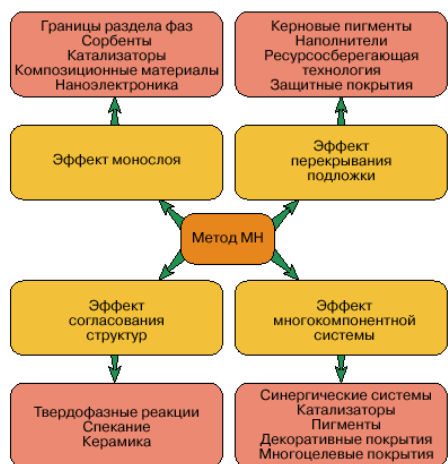 Границы раздела фаз
Сорбенты
Катализаторы
Композиционные материалы
Наноэлектроника
Керновые пигменты
Наполнители
Ресурсосберегающая
технология
Защитные покрытия
Эффект монослоя
Эффект
перекрывания
подложки
Метод МН
Эффект
согласования
структур
Эффект
многокомпонентной
системы
Твердофазные реакции
Спекание
Керамика
Синергические системы
Катализаторы
Пигменты
Декоративные покрытия
Многоцелевые покрытия